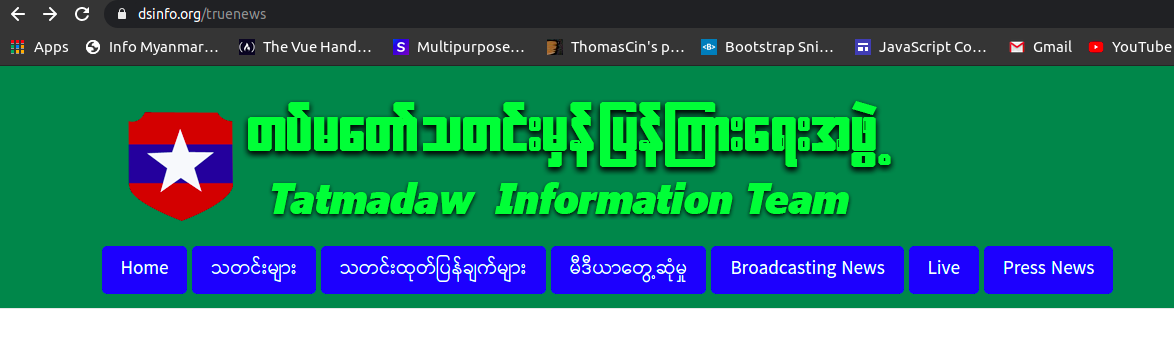 dsinfo.org/truenews
Apps Info Myanmar… The Vue Hand… Multipurpose… ThomasCin's p… Bootstrap Sni… JavaScript Co… Gmail YouTube
တပ်မတော်သတင်းမှန်ပြန်ကြားရေးအဖွဲ့
Tatmadaw Information Team
Home သတင်းများ သတင်းထုတ်ပြန်ချက်များ မီဒီယာတွေ့ဆုံမှု Broadcasting News Live Press News